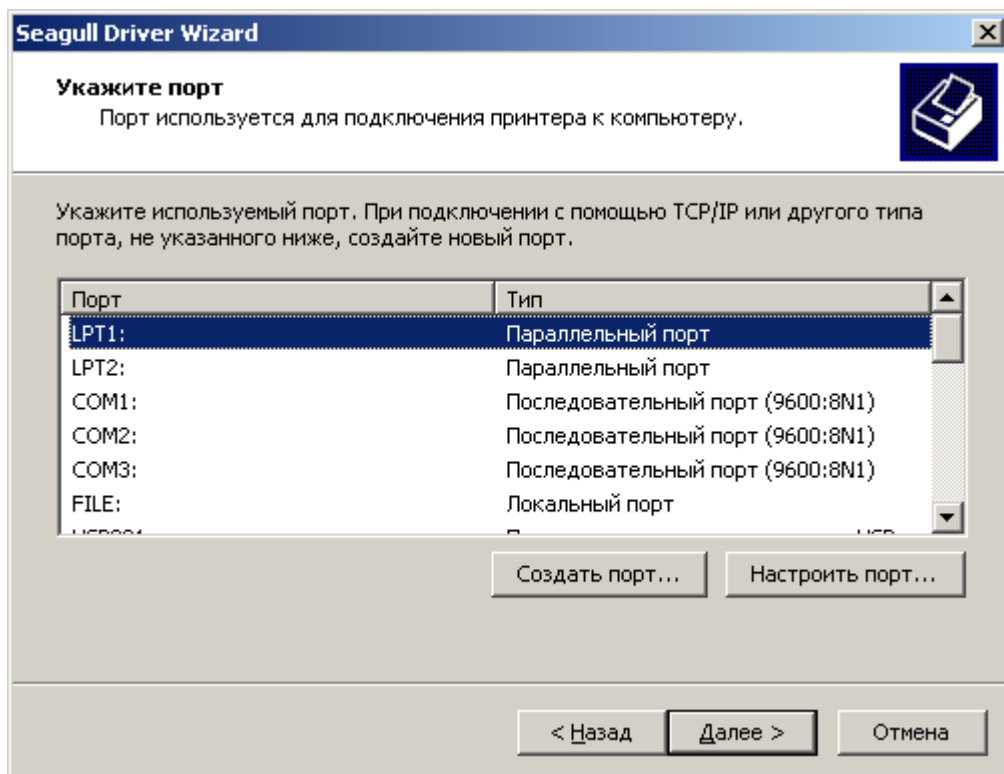 Seagull Driver Wizard
Укажите порт
Порт используется для подключения принтера к компьютеру.
Укажите используемый порт. При подключении с помощью TCP/IP или другого типа
порта, не указанного ниже, создайте новый порт.
Порт Тип
LPT1: Параллельный порт
LPT2: Параллельный порт
COM1: Последовательный порт (9600:8N1)
COM2: Последовательный порт (9600:8N1)
COM3: Последовательный порт (9600:8N1)
FILE: Локальный порт
Создать порт... Настроить порт...
< Назад Далее > Отмена